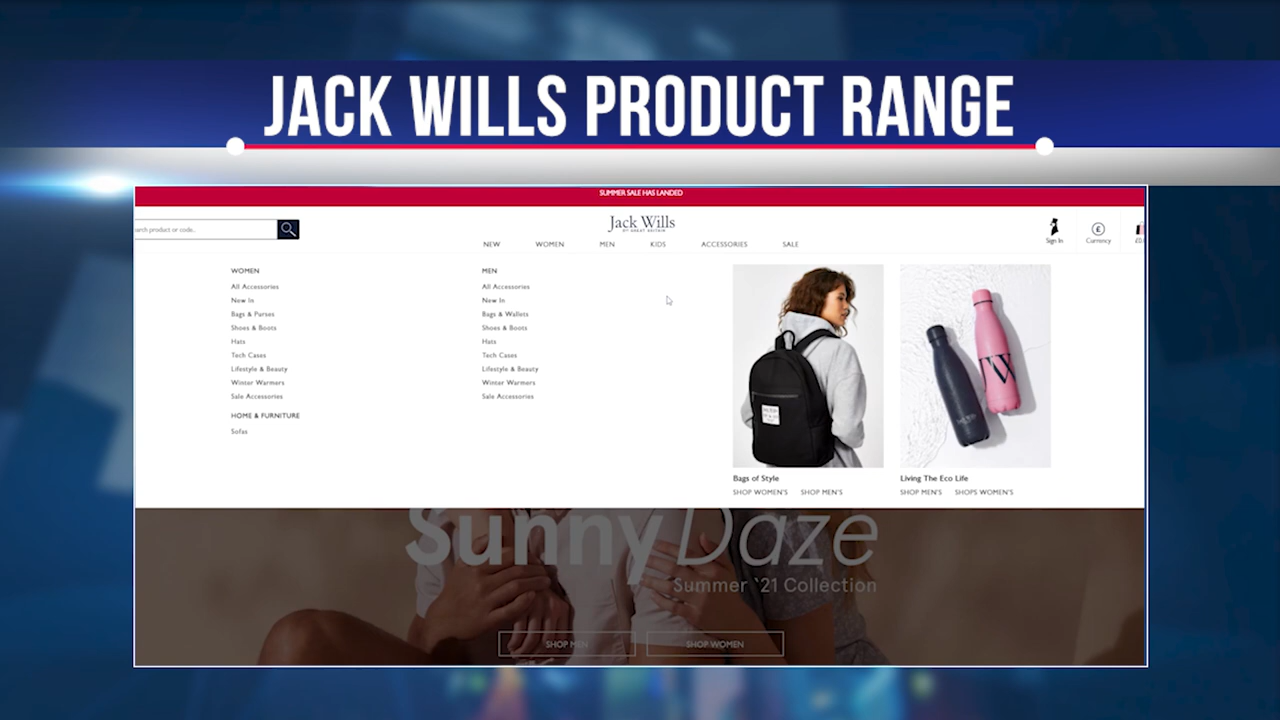 JACK WILLS PRODUCT RANGE
SUMMER SALE HAS LANDED
arch product or code..
Jack Wills
OF GREAT BRITAIN
Sign In
Currency
NEW WOMEN MEN KIDS ACCESSORIES SALE
WOMEN
All Accessories
New In
Bags & Purses
Shoes & Boots
Hats
Tech Cases
Lifestyle & Beauty
Winter Warmers
Sale Accessories
HOME & FURNITURE
Sofas
MEN
All Accessories
New In
Bags & Wallets
Shoes & Boots
Hats
Tech Cases
Lifestyle & Beauty
Winter Warmers
Sale Accessories
W
Bags of Style
SHOP WOMEN'S SHOP MEN'S
Living The Eco Life
SHOP MEN'S SHOPS WOMEN'S
Sunny Daze
Summer `21 Collection
SHOP MEN SHOP WOMEN